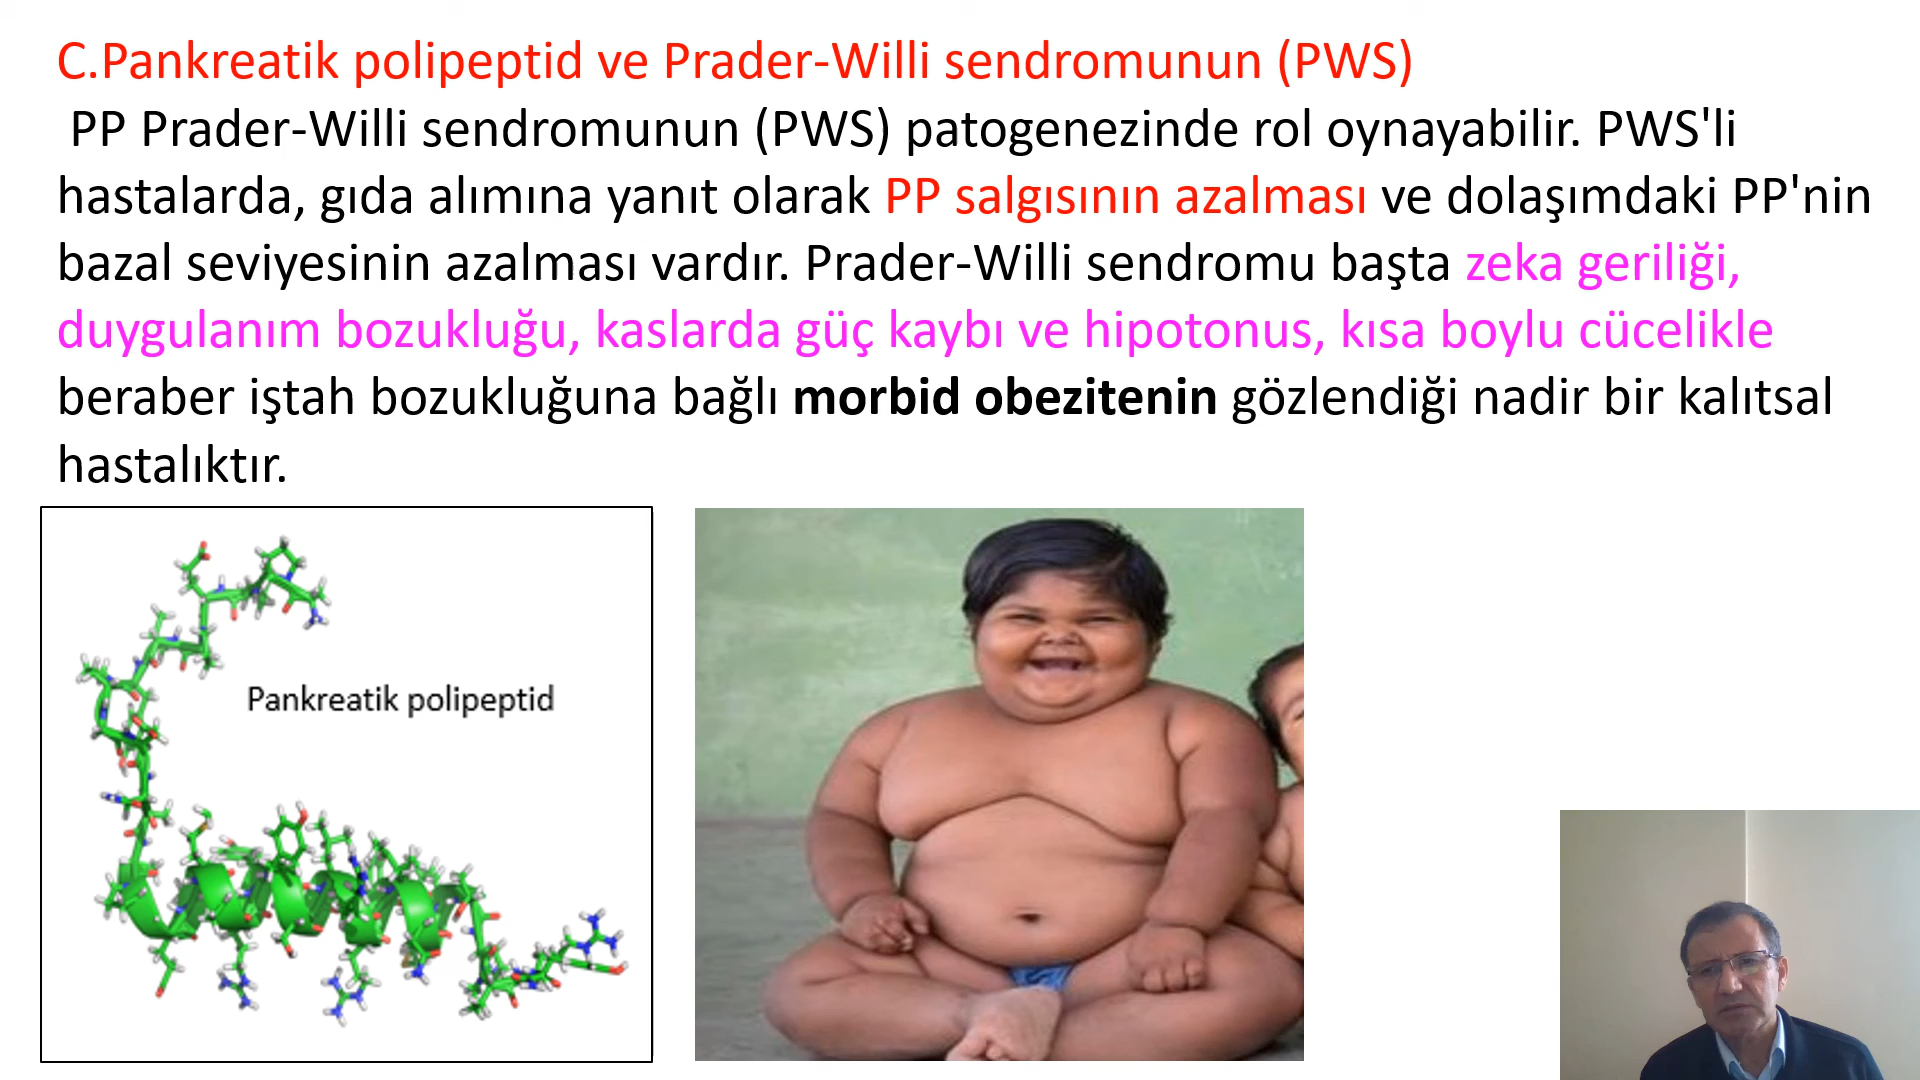 C.Pankreatik polipeptid ve Prader-Willi sendromunun (PWS)
PP Prader-Willi sendromunun (PWS) patogenezinde rol oynayabilir. PWS'li
hastalarda, gıda alımına yanıt olarak PP salgısının azalması ve dolaşımdaki PP'nin
bazal seviyesinin azalması vardır. Prader-Willi sendromu başta zeka geriliği,
duygulanım bozukluğu, kaslarda güç kaybı ve hipotonus, kısa boylu cücelikle
beraber iştah bozukluğuna bağlı morbid obezitenin gözlendiği nadir bir kalıtsal
hastalıktır.
Pankreatik polipeptid